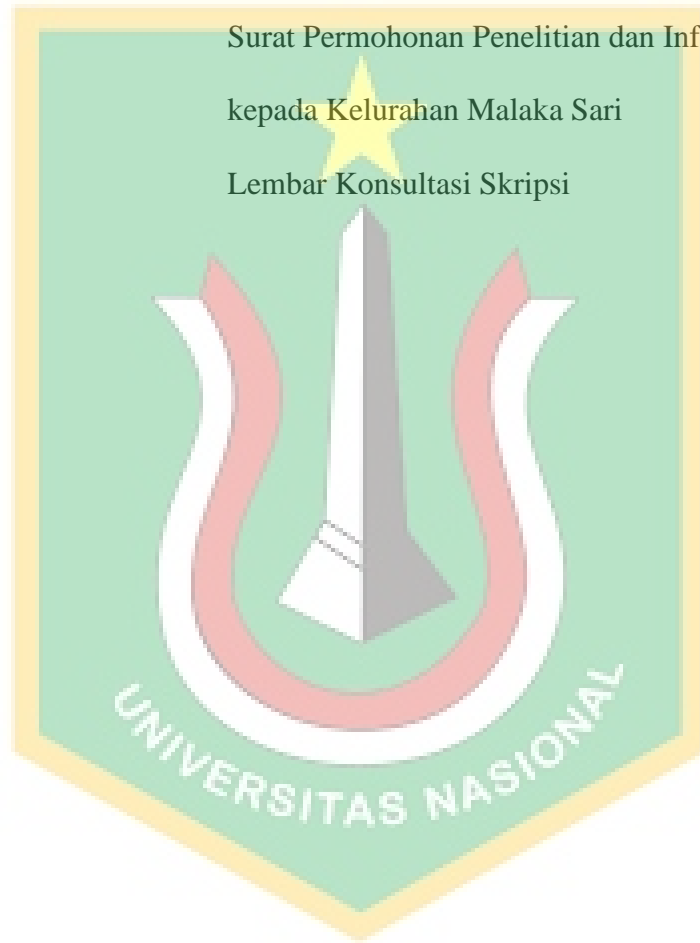 Surat Permohonan Penelitian dan Inf
kepada Kelurahan Malaka Sari
Lembar Konsultasi Skripsi
UNIVERSITAS NASIONAL